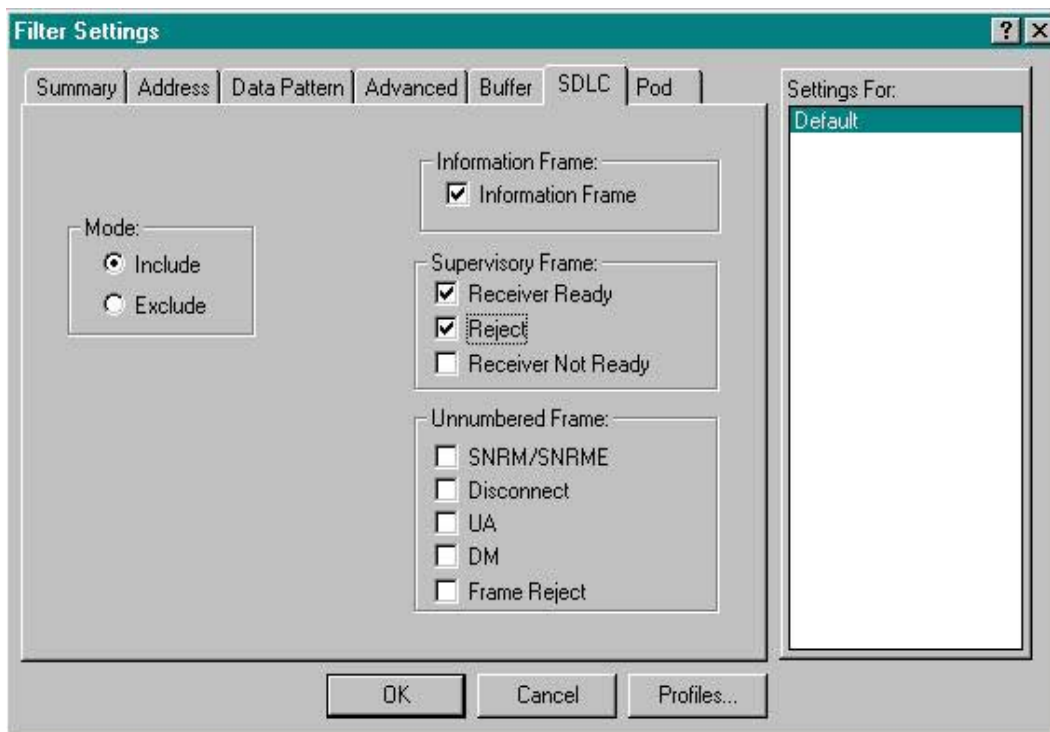 Filter Settings
Summary Address Data Pattern Advanced Buffer SDLC Pod
Settings For:
Default
Information Frame:
Information Frame
Mode:
Include
Exclude
Supervisory Frame:
Receiver Ready
Reject
Receiver Not Ready
Unnumbered Frame:
SNRM/SNRME
Disconnect
UA
DM
Frame Reject
OK Cancel Profiles...